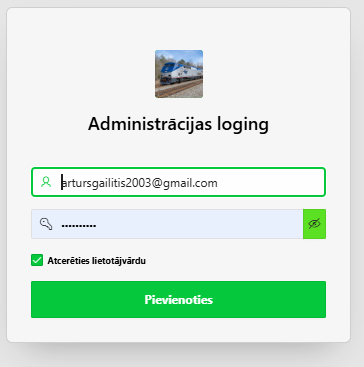 Administrācijas loging
artursgailitis2003@gmail.com
••••••••••
Atcerēties lietotājvārdu
Pievienoties